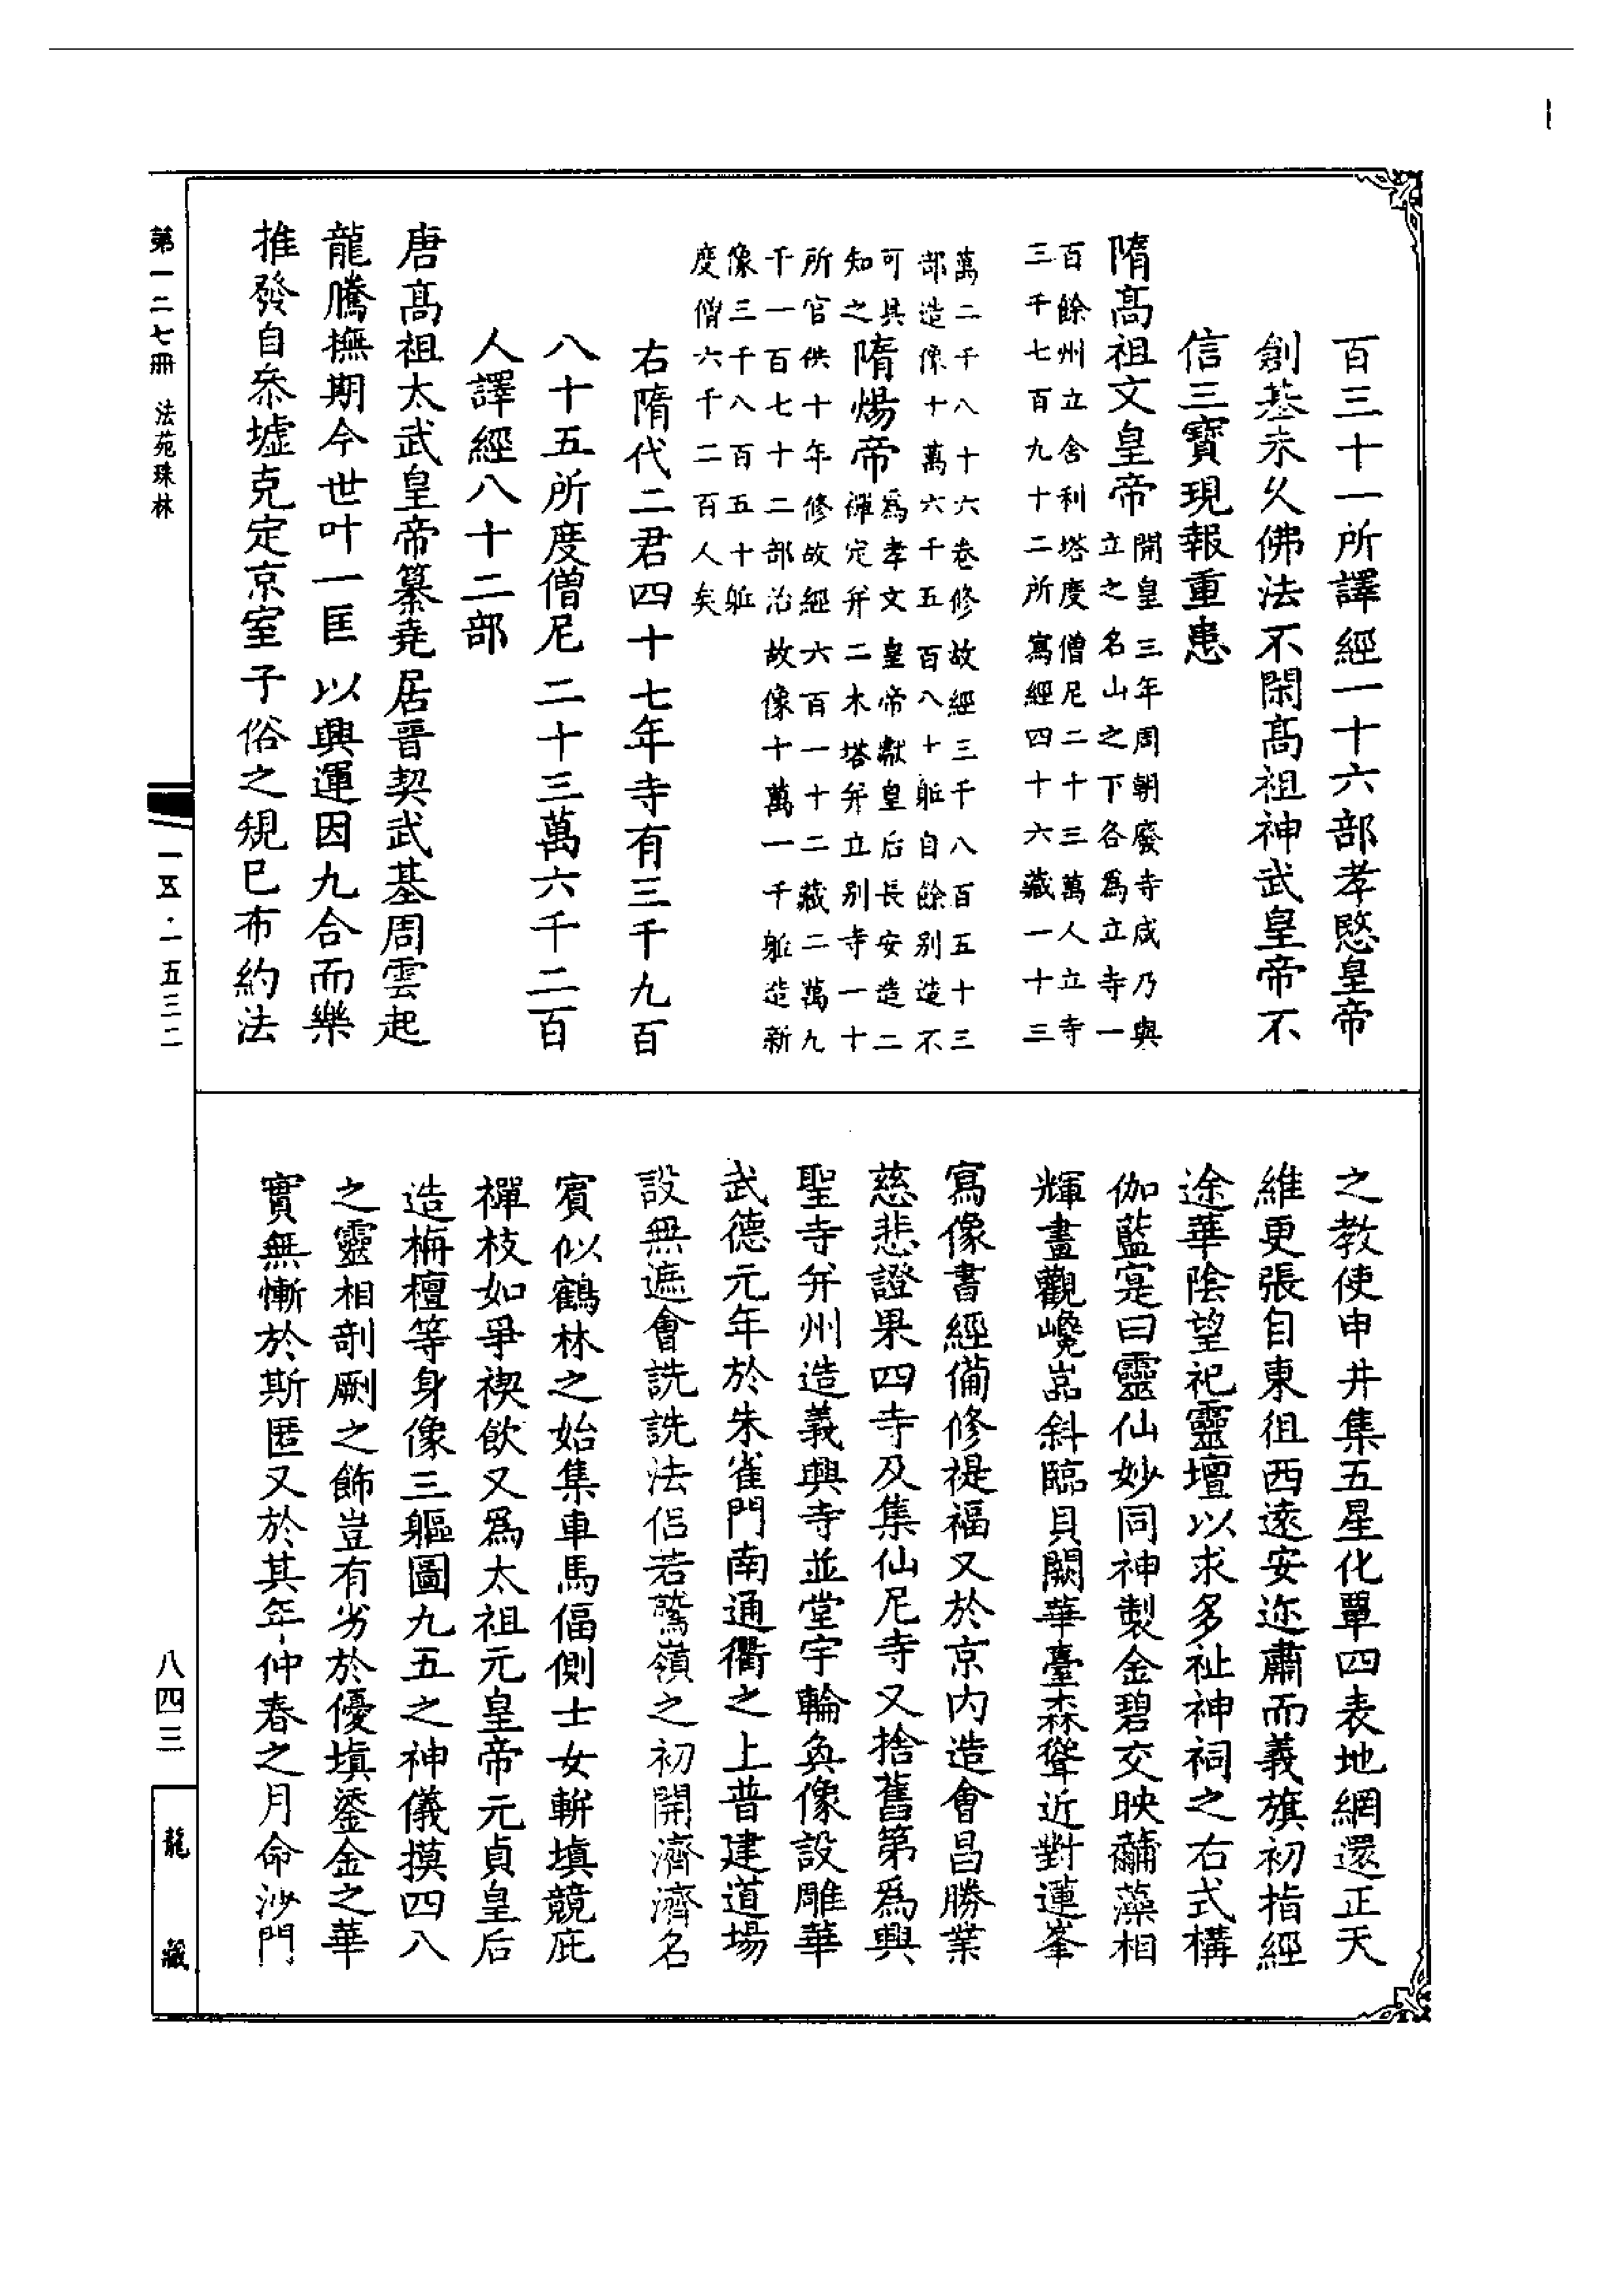 百三十一所譯經一十六部孝愍皇帝
創基未久佛法不閑髙祖神武皇帝不
信三寶現報重患
隋髙祖文皇帝開皇三年周朝廢寺咸乃與
立之名山之下各為立寺一
百餘州立舍利塔度僧尼二十三萬人立寺
三千七百九十二所寫經四十六藏一十三
萬二千八十六卷修故經三千八百五十三
部造像十萬六千五百八十軀自餘别造不
可具
知之隋煬帝為孝文皇帝獻皇后長安造二
禪定并二木塔并立别寺一十
所官供十年修故經六百一十二藏二萬九
千一百七十二部治故像十萬一千軀造新
像三千八百五十軀
度僧六千二百人矣
右隋代二君四十七年寺有三千九百
八十五所度僧尼二十三萬六千二百
人譯經八十二部
唐髙祖太武皇帝纂堯居晉契武基周雲起
龍騰撫期今世叶一匡以興運因九合而樂
推發自叅墟克定京室子俗之規已布約法
之教使申井集五星化覃四表地網還正天
維更張自東徂西遠安迩肅而義旗初指經
途華隂望祀靈壇以求多祉神祠之右式構
伽藍寔曰靈仙妙同神製金碧交映黼藻相
輝晝觀巉嵓斜臨貝闕華臺森聳近對蓮峯
寫像書經備修禔福又於京内造會昌勝業
慈悲證果四寺及集仙尼寺又捨舊第爲興
聖寺并州造義興寺並堂宇輪奐像設雕華
武德元年於朱雀門南通衢之上普建道場
設無遮會詵詵法侶若鷲嶺之初開濟濟名
賓似鶴林之始集車馬偪側士女軿塡競庇
禪枝如爭禊飲又爲太祖元皇帝元貞皇后
造栴檀等身像三軀圖九五之神儀摸四八
之靈相剞劂之飾豈有劣於優塡鍌金之華
實無慚於斯匿又於其年仲春之月命沙門
第一二七冊 法苑珠林
一五·一五三二
八四三
龍藏